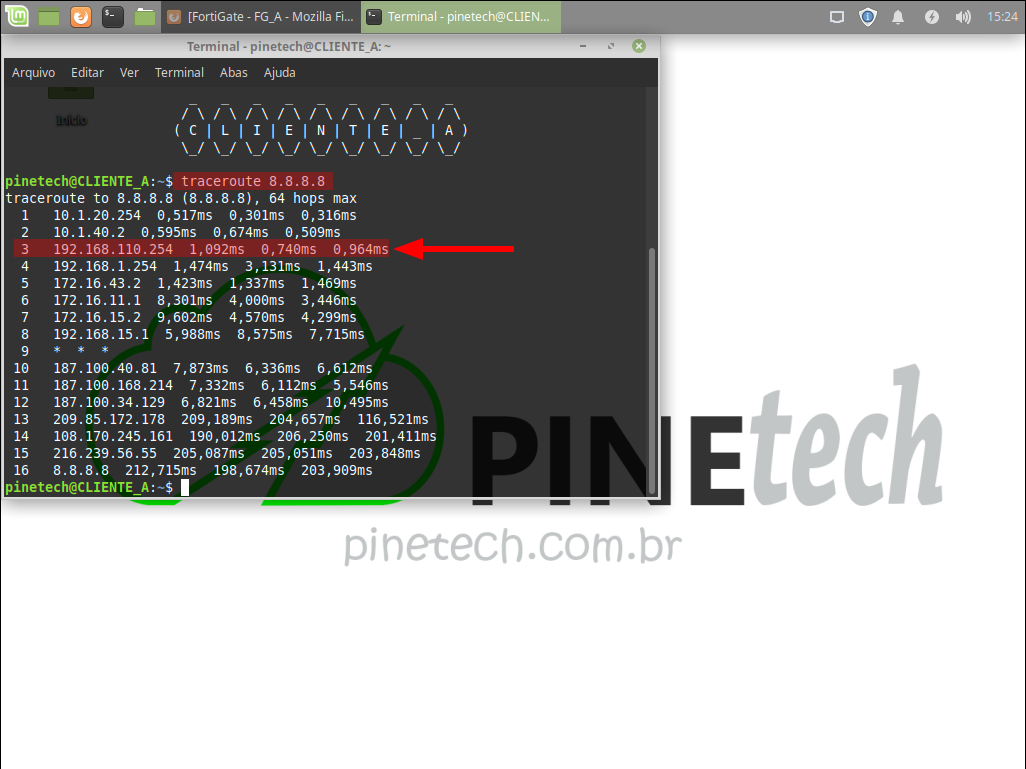 [FortiGate - FG_A - Mozilla Fi...
Terminal - pinetech@CLIEN...
15:24
Terminal - pinetech@CLIENTE_A: ~
Arquivo Editar Ver Terminal Abas Ajuda
Início
( C | L | I | E | N | T | E | _ | A )
pinetech@CLIENTE_A:~$ traceroute 8.8.8.8
traceroute to 8.8.8.8 (8.8.8.8), 64 hops max
1 10.1.20.254 0,517ms 0,301ms 0,316ms
2 10.1.40.2 0,595ms 0,674ms 0,509ms
3 192.168.110.254 1,092ms 0,740ms 0,964ms
4 192.168.1.254 1,474ms 3,131ms 1,443ms
5 172.16.43.2 1,423ms 1,337ms 1,469ms
6 172.16.11.1 8,301ms 4,000ms 3,446ms
7 172.16.15.2 9,602ms 4,570ms 4,299ms
8 192.168.15.1 5,988ms 8,575ms 7,715ms
9 * * *
10 187.100.40.81 7,873ms 6,336ms 6,612ms
11 187.100.168.214 7,332ms 6,112ms 5,546ms
12 187.100.34.129 6,821ms 6,458ms 10,495ms
13 209.85.172.178 209,189ms 204,657ms 116,521ms
14 108.170.245.161 190,012ms 206,250ms 201,411ms
15 216.239.56.55 205,087ms 205,051ms 203,848ms
16 8.8.8.8 212,715ms 198,674ms 203,909ms
pinetech@CLIENTE_A:~$
PINEtech
pinetech.com.br